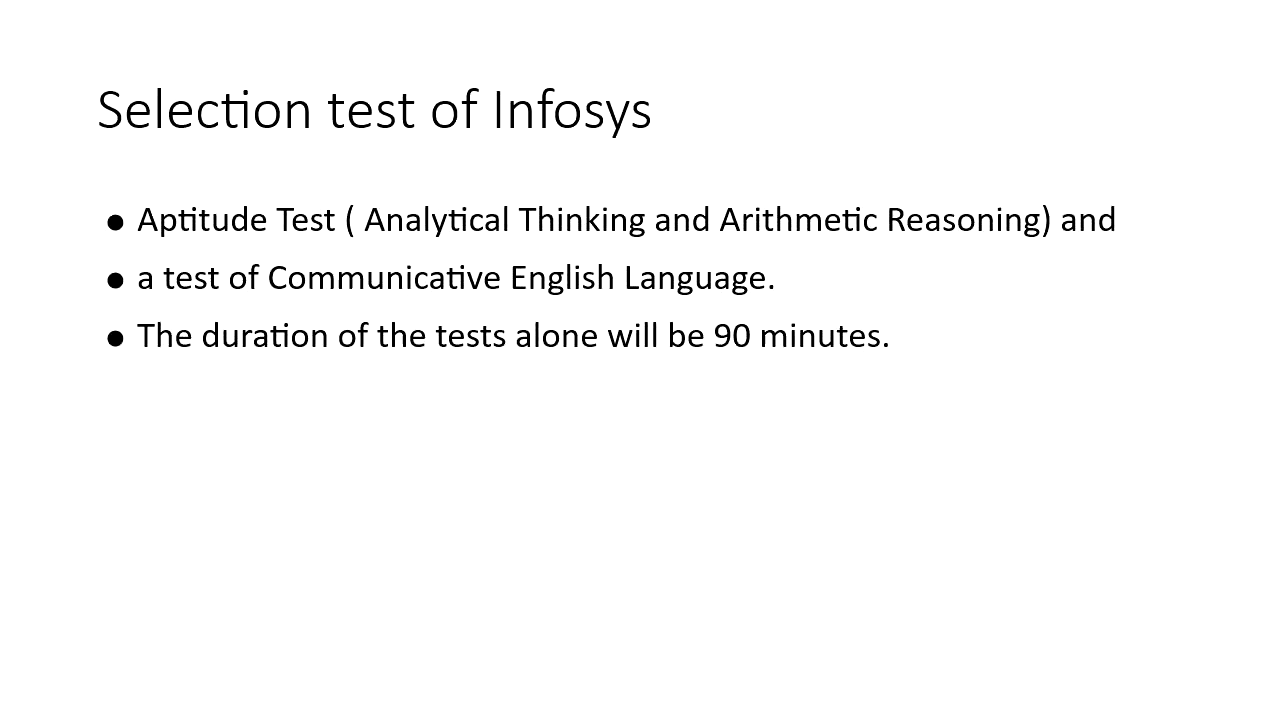 Selection test of Infosys
● Aptitude Test ( Analytical Thinking and Arithmetic Reasoning) and
● a test of Communicative English Language.
● The duration of the tests alone will be 90 minutes.